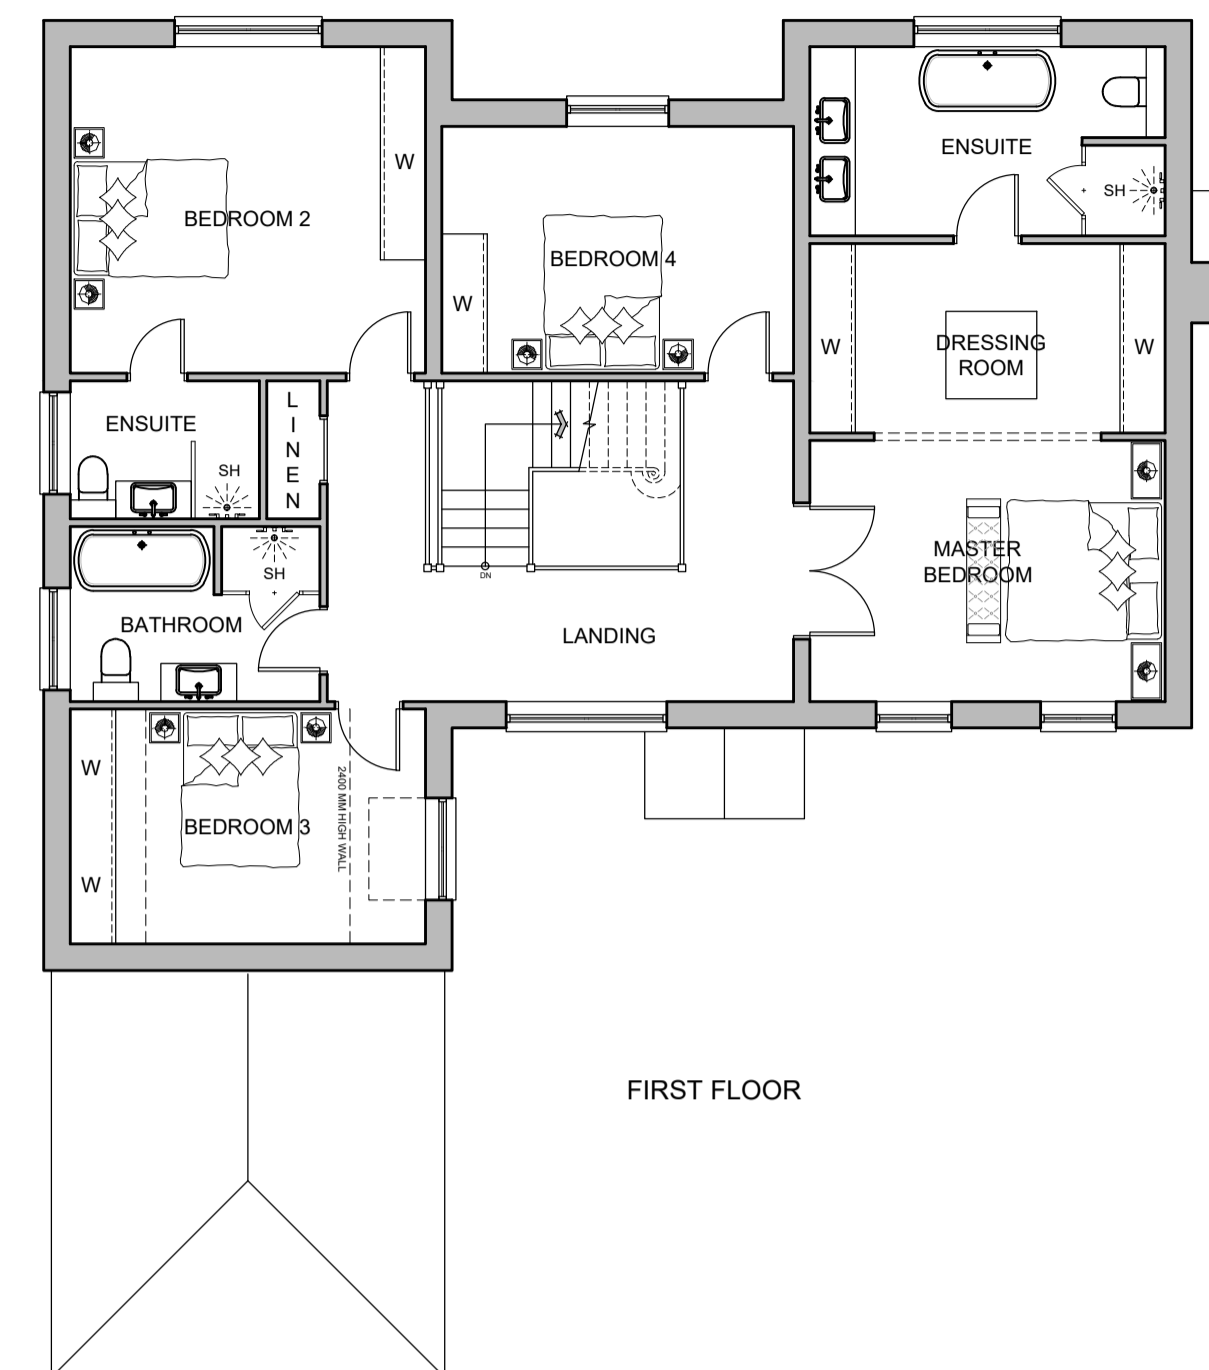 ENSUITE
W
BEDROOM 2
SH
BEDROOM 4
W
W
DRESSING
ROOM
W
L
I
N
E
N
ENSUITE
SH
MASTER
BEDROOM
SH
DN
BATHROOM
LANDING
W
2400 MM HIGH WALL
BEDROOM 3
W
FIRST FLOOR